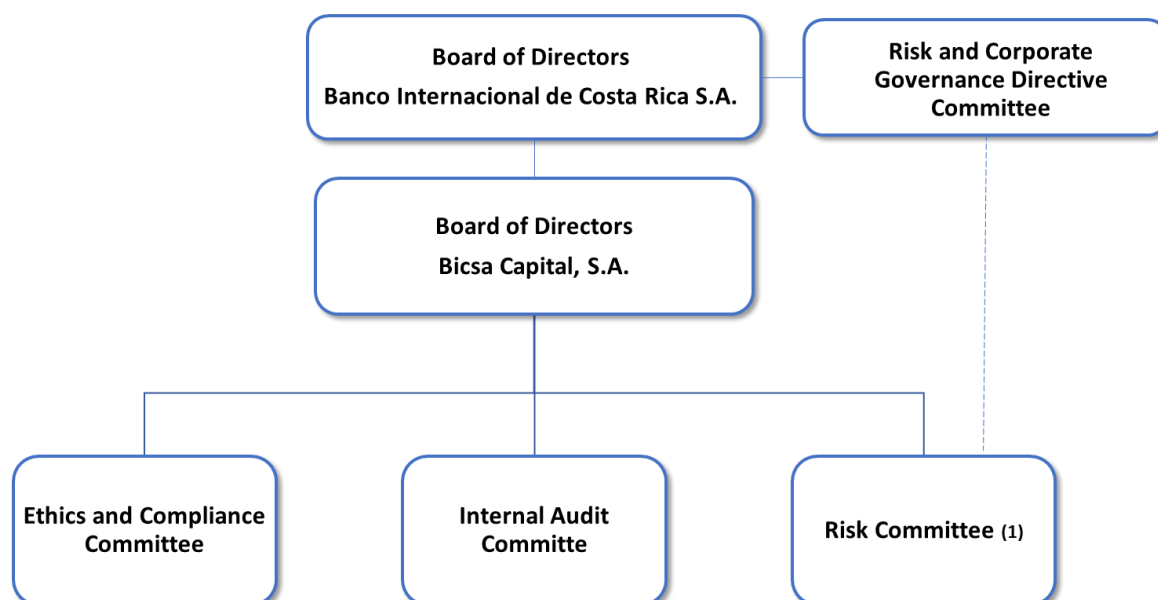 Board of Directors
Banco Internacional de Costa Rica S.A.
Risk and Corporate
Governance Directive
Committee
Board of Directors
Bicsa Capital, S.A.
Ethics and Compliance
Committee
Internal Audit
Committe
Risk Committee (1)